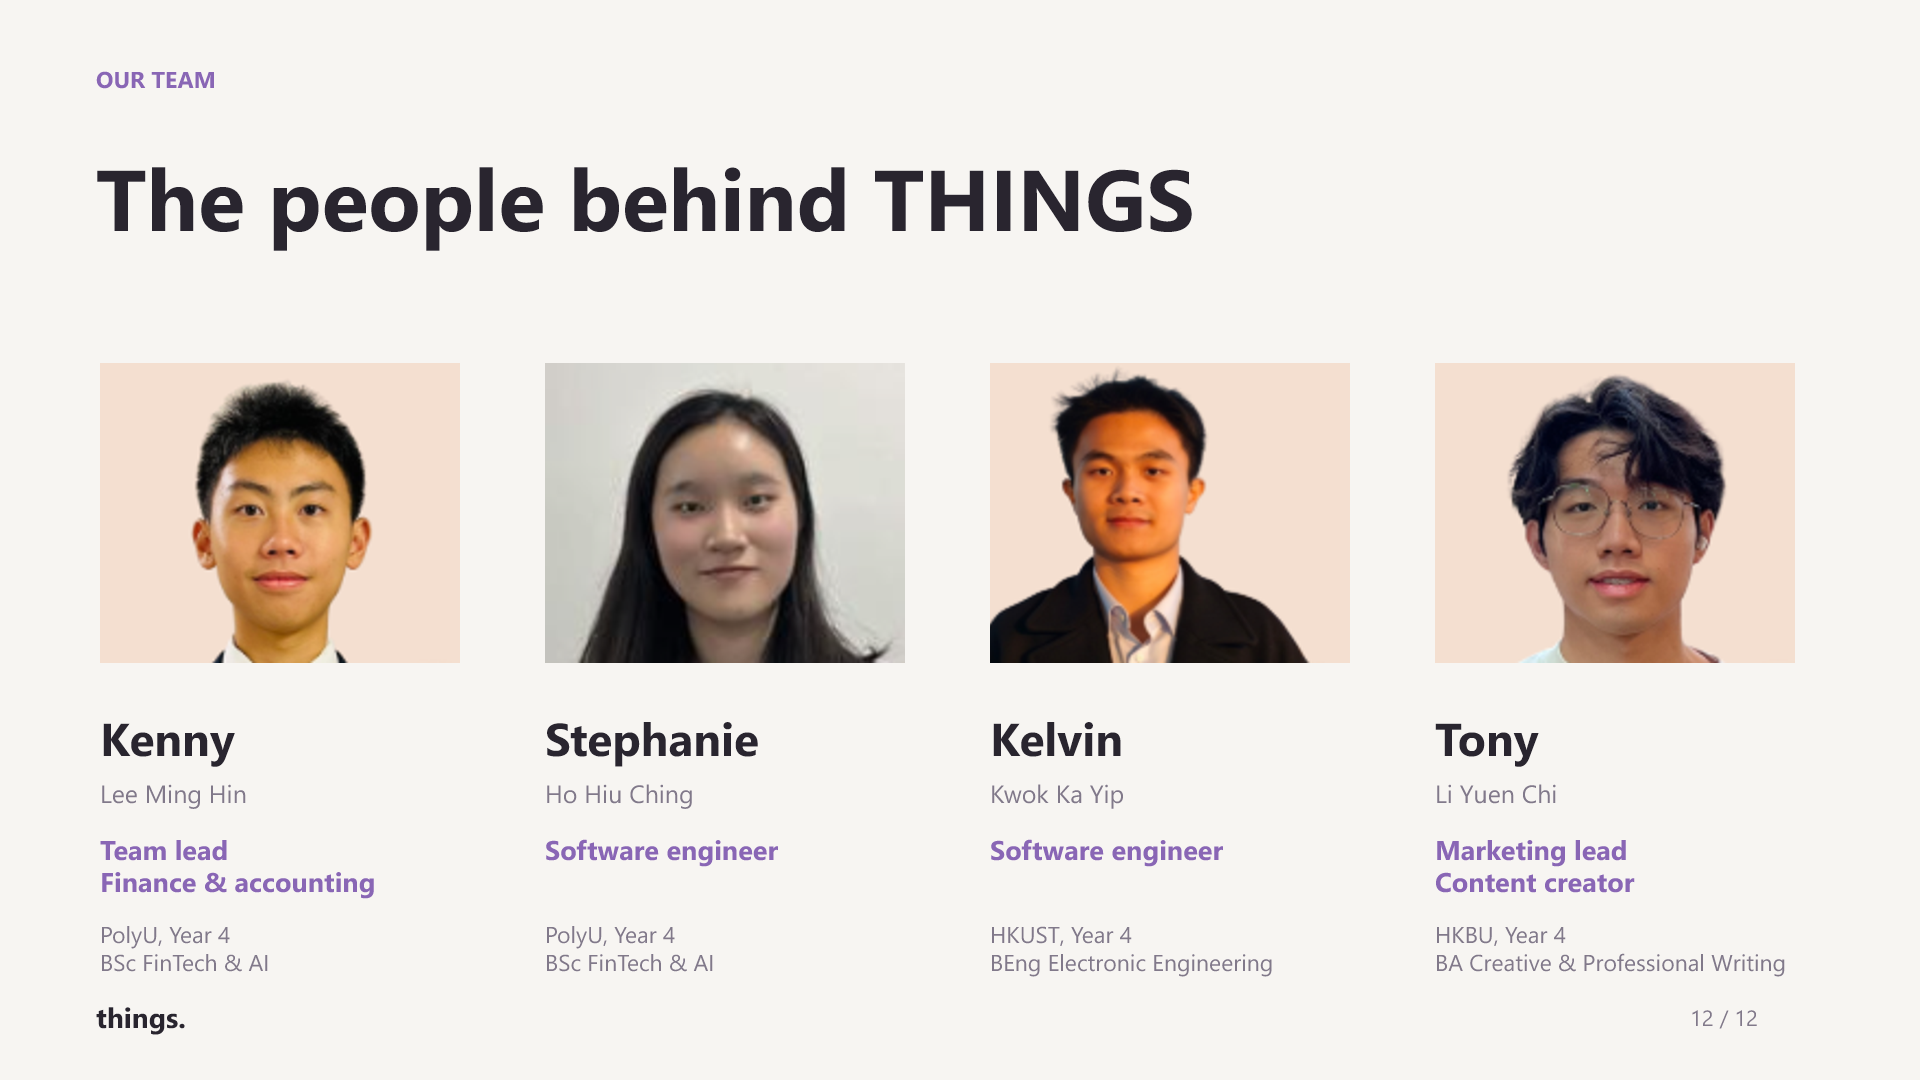 OUR TEAM
The people behind THINGS
Kenny
Lee Ming Hin
Team lead
Finance & accounting
PolyU, Year 4
BSc FinTech & AI
Stephanie
Ho Hiu Ching
Software engineer
PolyU, Year 4
BSc FinTech & AI
Kelvin
Kwok Ka Yip
Software engineer
HKUST, Year 4
BEng Electronic Engineering
Tony
Li Yuen Chi
Marketing lead
Content creator
HKBU, Year 4
BA Creative & Professional Writing
things.
12 / 12